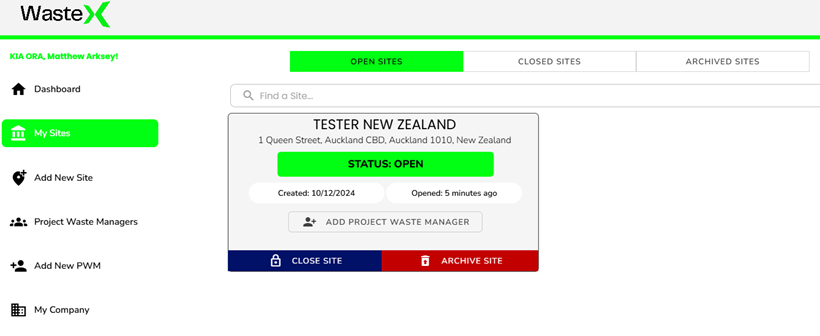 WasteX
KIA ORA, Matthew Arksey!
Dashboard
My Sites
Add New Site
Project Waste Managers
Add New PWM
My Company
OPEN SITES
CLOSED SITES
ARCHIVED SITES
Find a Site...
TESTER NEW ZEALAND
1 Queen Street, Auckland CBD, Auckland 1010, New Zealand
STATUS: OPEN
Created: 10/12/2024
Opened: 5 minutes ago
ADD PROJECT WASTE MANAGER
CLOSE SITE
ARCHIVE SITE